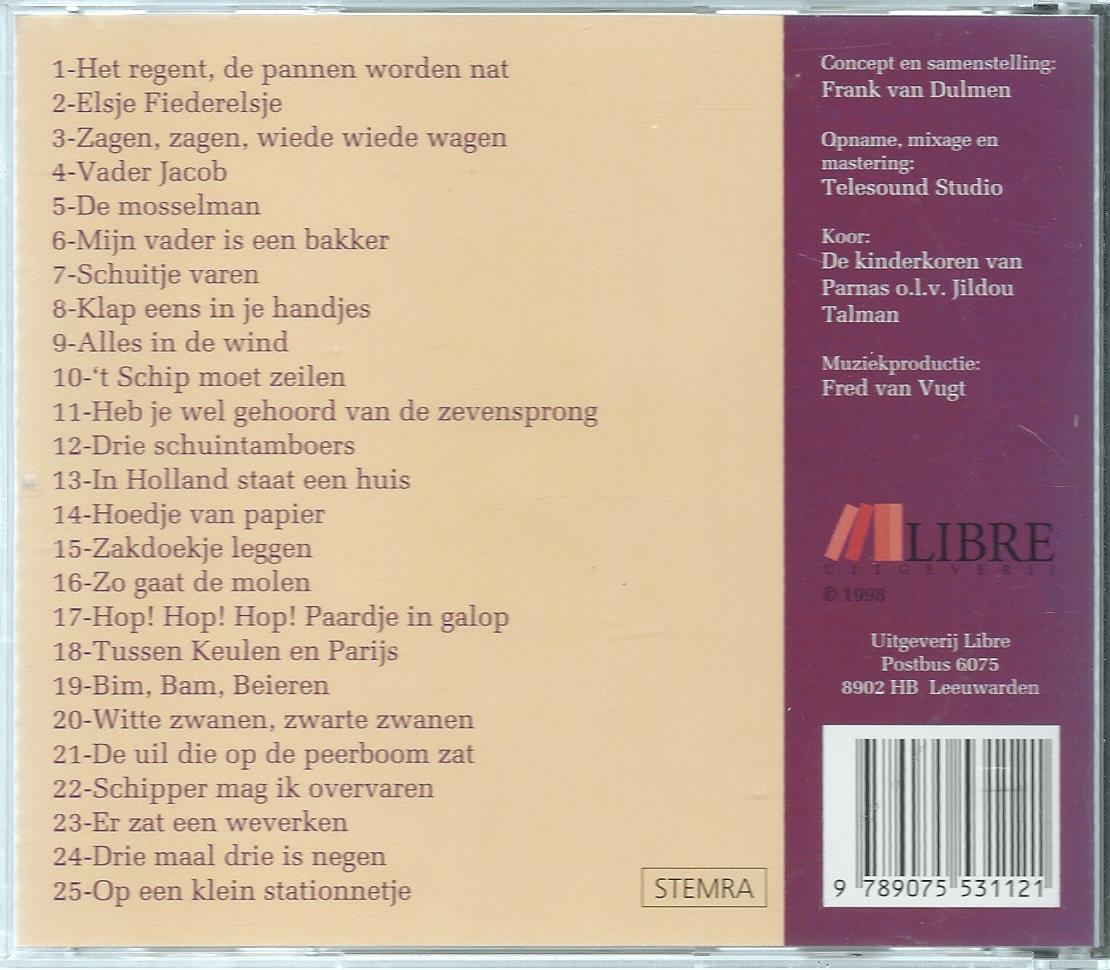 1-Het regent, de pannen worden nat
2-Elsje Fiederelsje
3-Zagen, zagen, wiede wiede wagen
4-Vader Jacob
5-De mosselman
6-Mijn vader is een bakker
7-Schuitje varen
8-Klap eens in je handjes
9-Alles in de wind
10-‘t Schip moet zeilen
11-Heb je wel gehoord van de zevensprong
12-Drie schuintamboers
13-In Holland staat een huis
14-Hoedje van papier
15-Zakdoekje leggen
16-Zo gaat de molen
17-Hop! Hop! Hop! Paardje in galop
18-Tussen Keulen en Parijs
19-Bim, Bam, Beieren
20-Witte zwanen, zwarte zwanen
21-De uil die op de peerboom zat
22-Schipper mag ik overvaren
23-Er zat een weverken
24-Drie maal drie is negen
25-Op een klein stationnetje
STEMRA
Concept en samenstelling:
Frank van Dulmen
Opname, mixage en
mastering:
Telesound Studio
Koor:
De kinderkoren van
Parnas o.l.v. Jildou
Talman
Muziekproductie:
Fred van Vugt
LIBRE
UITGEVERIJ
© 1998
Uitgeverij Libre
Postbus 6075
8902 HB Leeuwarden
9 789075 531121